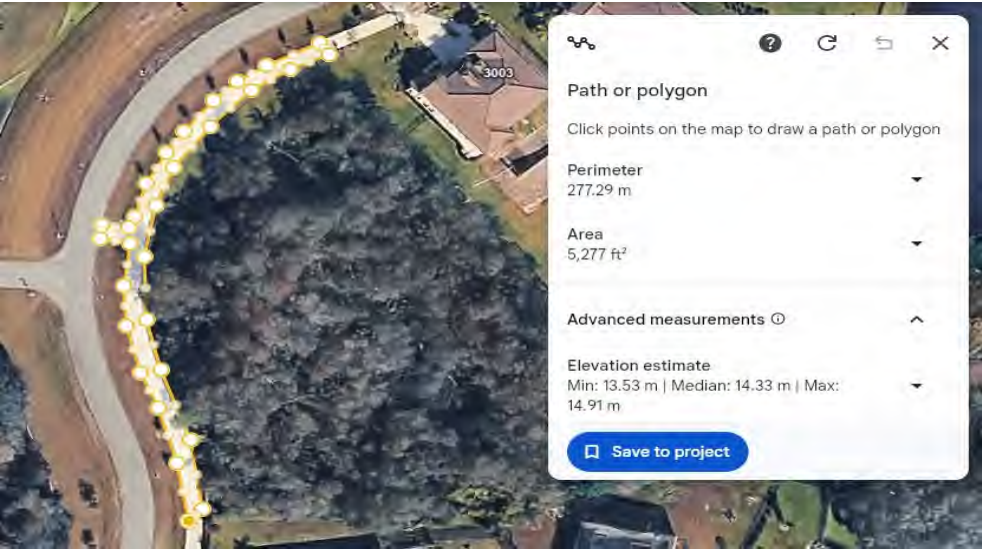 3003
Path or polygon
Click points on the map to draw a path or polygon
Perimeter
277.29 m
Area
5,277 ft²
Advanced measurements
Elevation estimate
Min: 13.53 m | Median: 14.33 m | Max:
14.91 m
Save to project